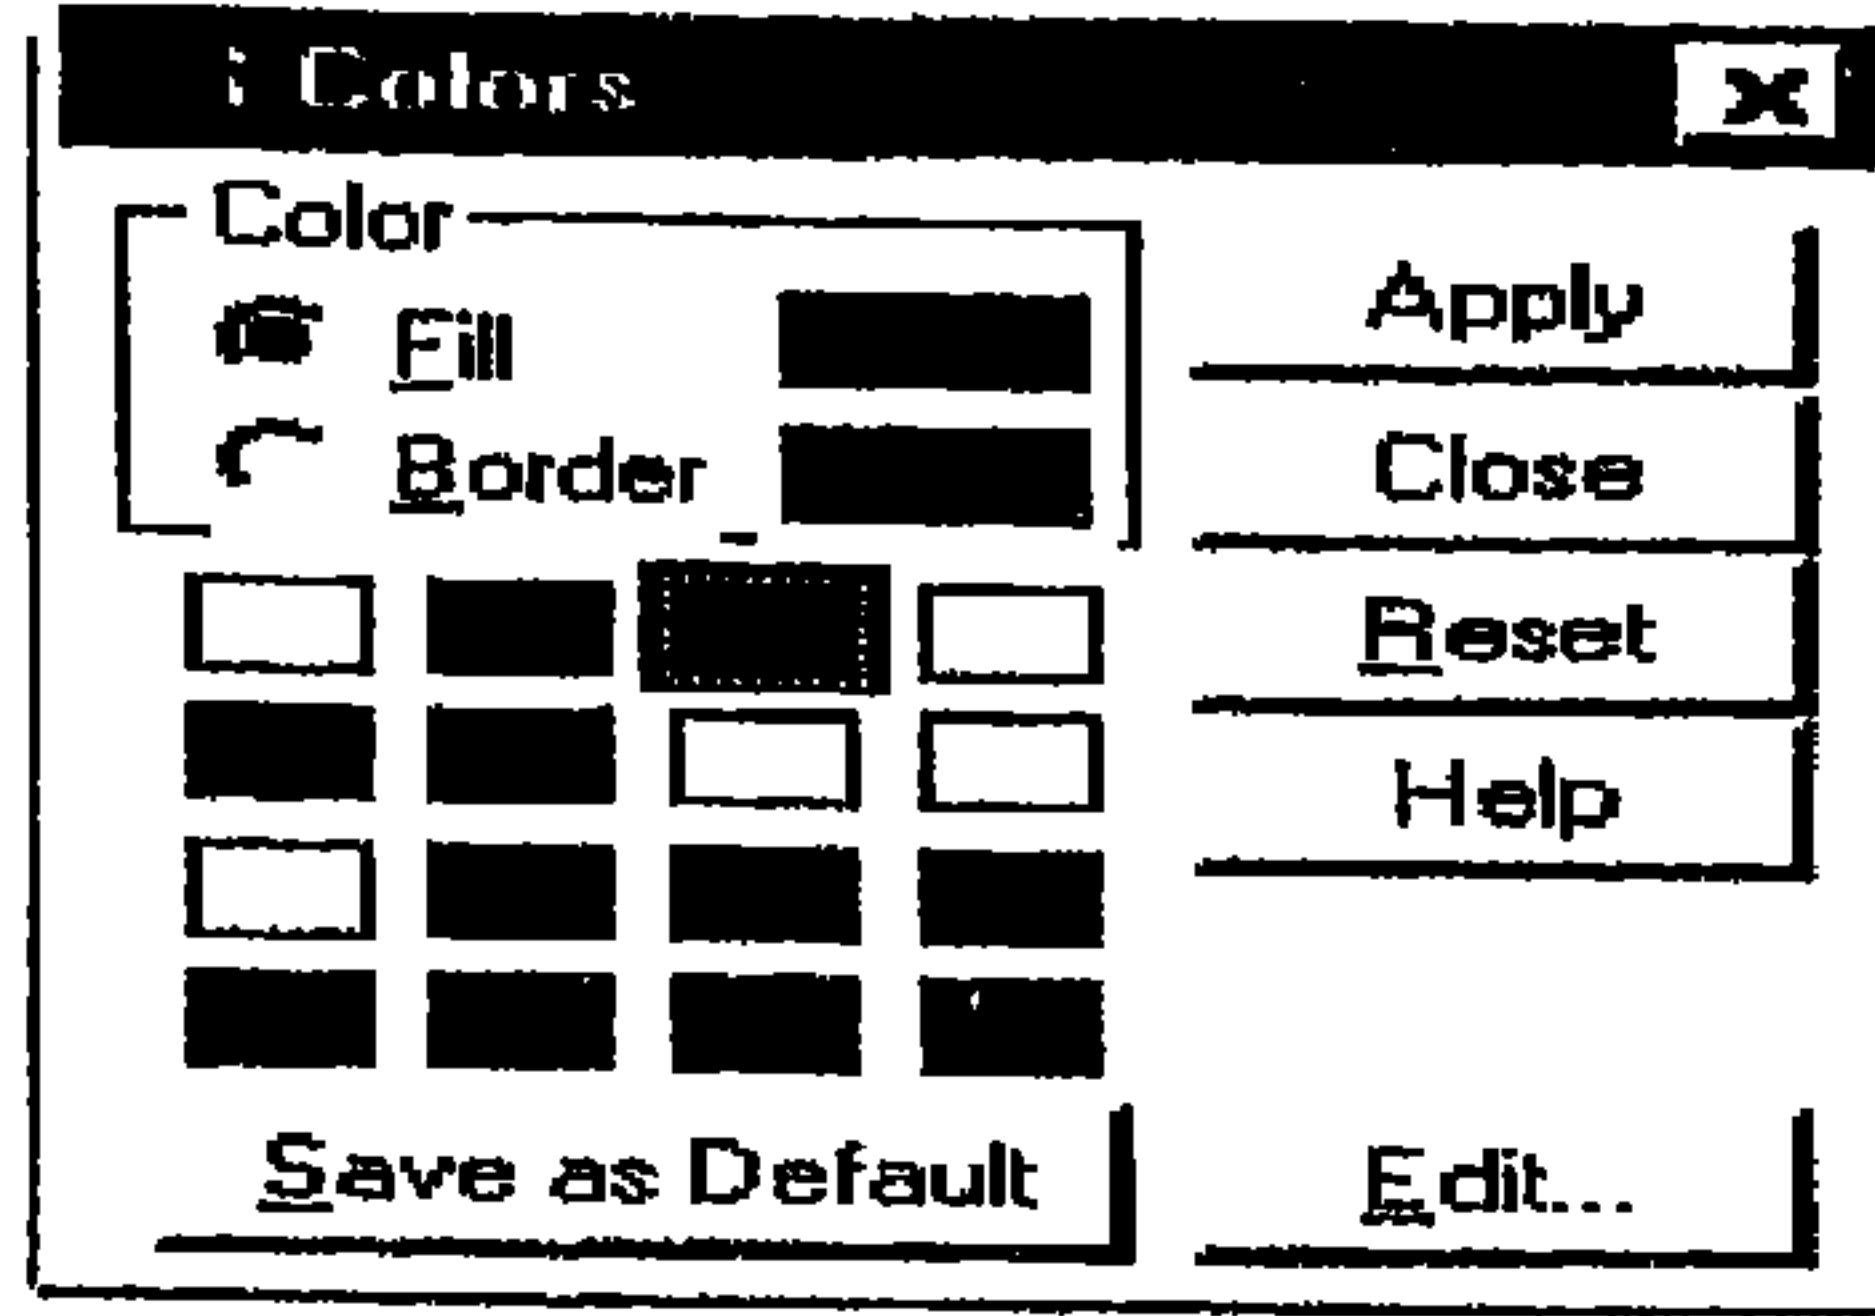 Colors
Color
Fill
Border
Apply
Close
Reset
Help
Save as Default
Edit...